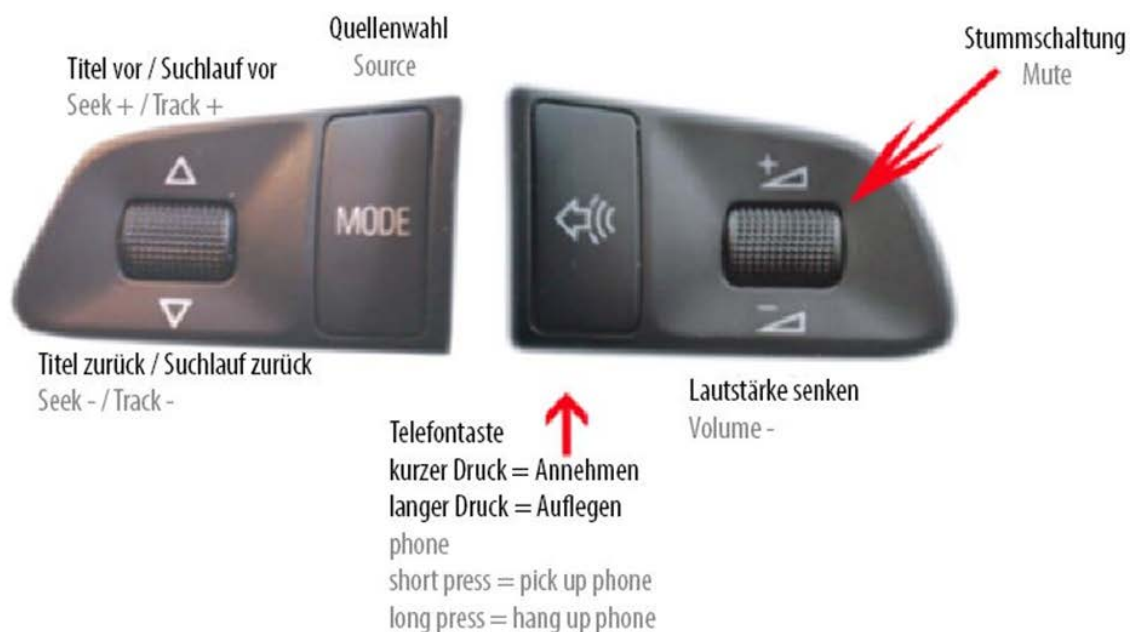 Quellenwahl
Source
Titel vor / Suchlauf vor
Seek + / Track +
Stummschaltung
Mute
MODE
+
-
Titel zurück / Suchlauf zurück
Seek - / Track -
Lautstärke senken
Volume -
Telefontaste
kurzer Druck = Annehmen
langer Druck = Auflegen
phone
short press = pick up phone
long press = hang up phone